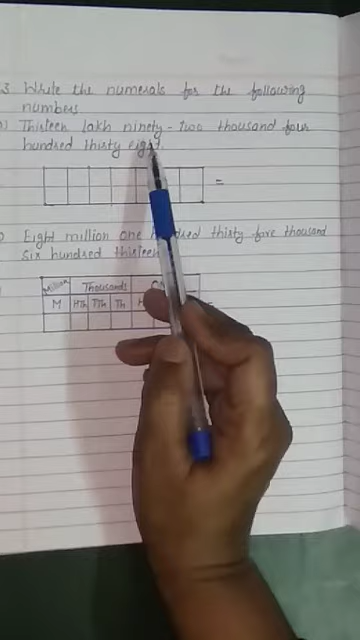 3 Write the numerals for the following
numbers
Thirteen lakh ninety-two thousand four
hundred thirty eight.
=
Eight million one hundred thirty five thousand
six hundred thirteen
Million Thousands
M HTh TTh Th H